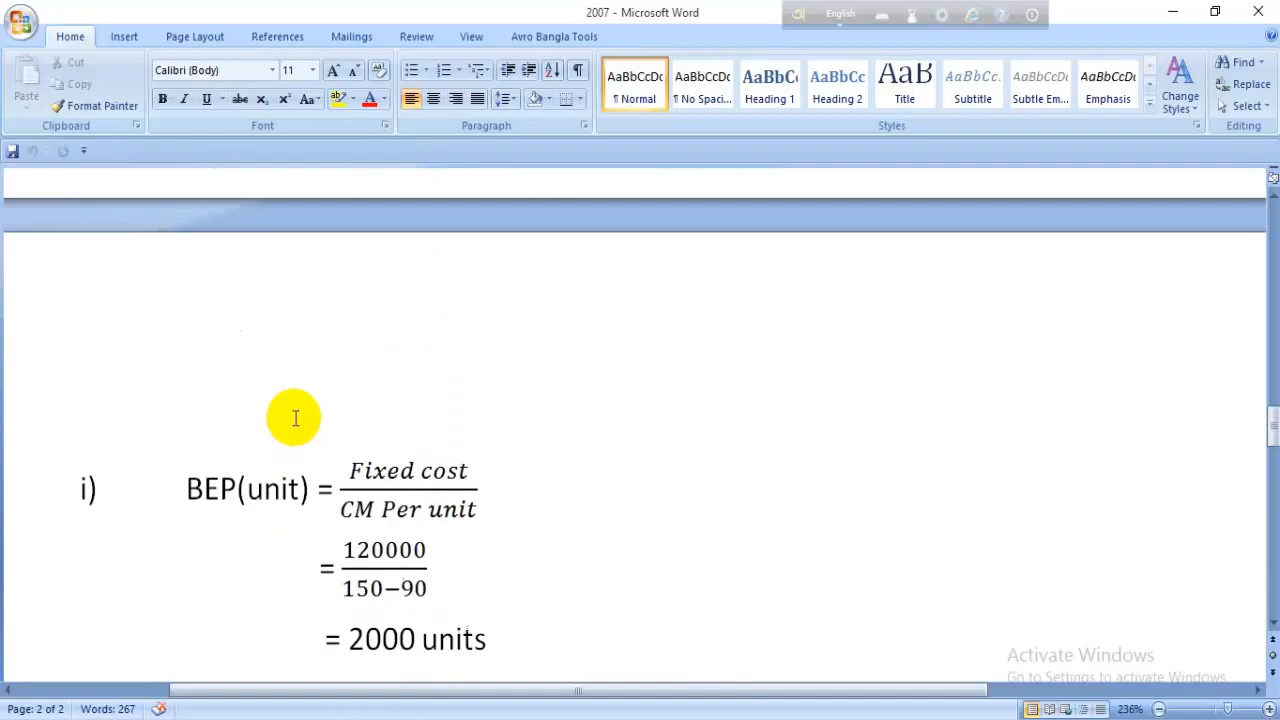 2007 - Microsoft Word
English
Home Insert Page Layout References Mailings Review View Avro Bangla Tools
Paste
Cut
Copy
Format Painter
Clipboard
Calibri (Body) 11
Font
Paragraph
AaBbCcDc AaBbCcDc AaBbCc AaBbCc AaB AaBbCc. AaBbCcDc AaBbCcDc
¶ Normal ¶ No Spaci... Heading 1 Heading 2 Title Subtitle Subtle Em... Emphasis
Change Styles
Styles
Find
Replace
Select
Editing
i) BEP(unit) = Fixed cost
CM Per unit
= 120000
150−90
= 2000 units
Activate Windows
Go to Settings to activate Windows.
Page: 2 of 2 Words: 267 236%